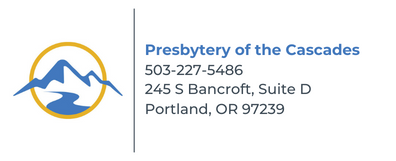 Presbytery of the Cascades
503-227-5486
245 S Bancroft, Suite D
Portland, OR 97239